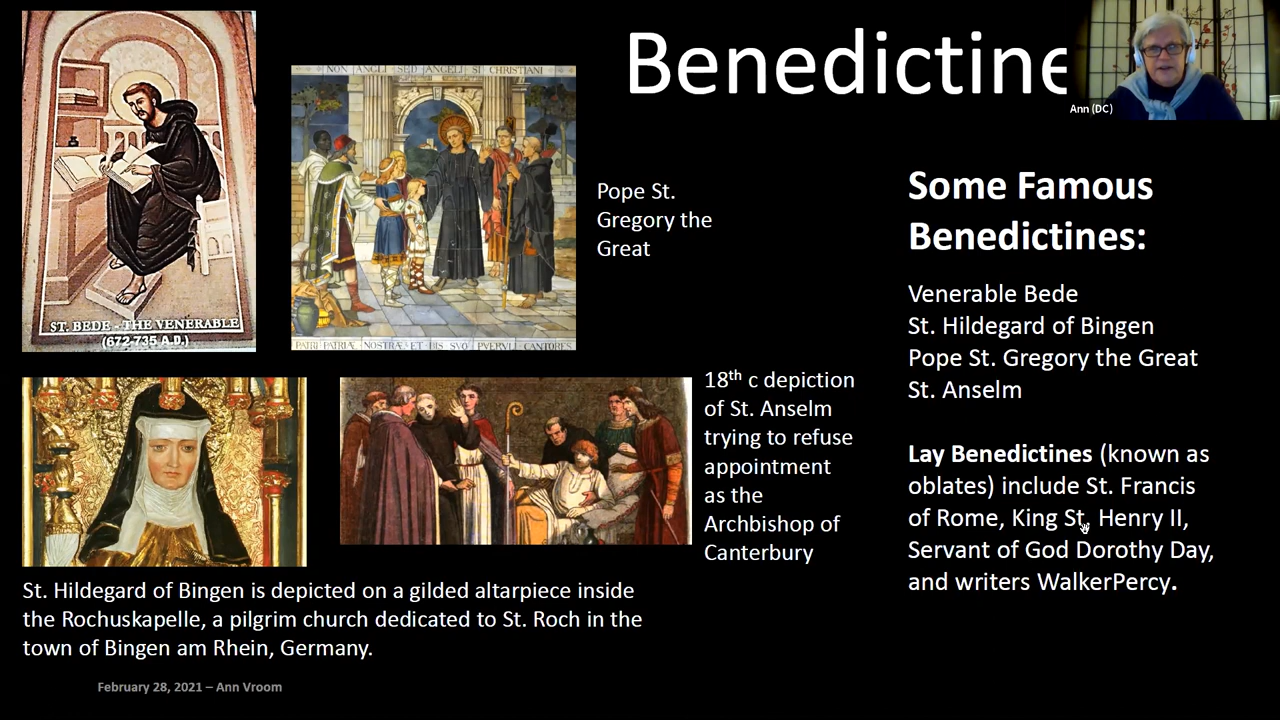 Benedictine
Ann (DC)
NON ANGLI SED ANGELI SI CHRISTIANI
Pope St.
Gregory the
Great
ST. BEDE - THE VENERABLE
(672-735 A.D.)
PATRI PATRIÆ NOSTRÆ ET BIS SVO PVERVLI CANTORES
Some Famous
Benedictines:
Venerable Bede
St. Hildegard of Bingen
Pope St. Gregory the Great
St. Anselm
18th c depiction
of St. Anselm
trying to refuse
appointment
as the
Archbishop of
Canterbury
Lay Benedictines (known as
oblates) include St. Francis
of Rome, King St. Henry II,
Servant of God Dorothy Day,
and writers WalkerPercy.
St. Hildegard of Bingen is depicted on a gilded altarpiece inside
the Rochuskapelle, a pilgrim church dedicated to St. Roch in the
town of Bingen am Rhein, Germany.
February 28, 2021 – Ann Vroom